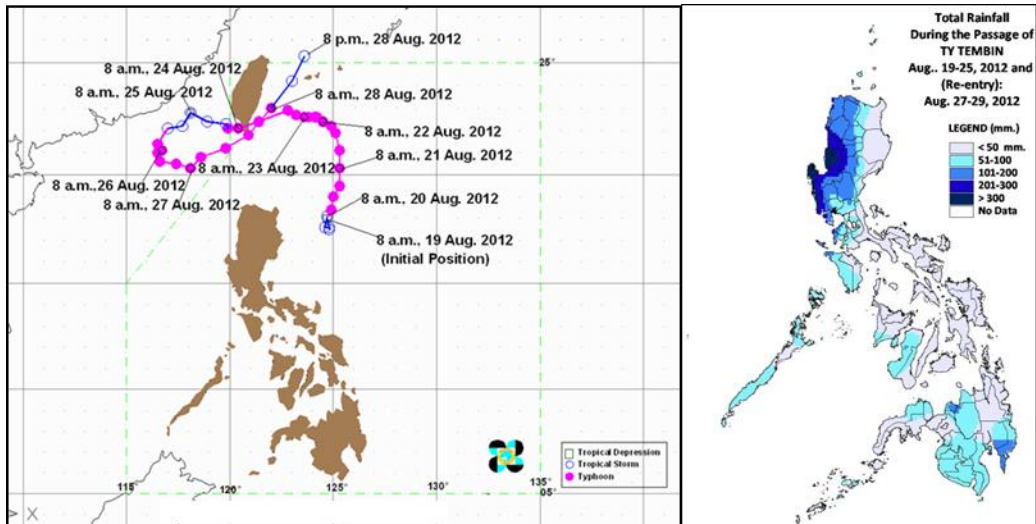 8 p.m., 28 Aug. 2012
25°
8 a.m., 24 Aug. 2012
8 a.m., 25 Aug. 2012
8 a.m., 28 Aug. 2012
8 a.m., 22 Aug. 2012
8 a.m., 23 Aug. 2012
8 a.m., 21 Aug. 2012
8 a.m.,26 Aug. 2012
8 a.m., 27 Aug. 2012
8 a.m., 20 Aug. 2012
8 a.m., 19 Aug. 2012
(Initial Position)
Tropical Depression
Tropical Storm
Typhoon
115
120
125°
130°
135°
05°
X
Total Rainfall
During the Passage of
TY TEMBIN
Aug.. 19-25, 2012 and
(Re-entry):
Aug. 27-29, 2012
LEGEND (mm.)
< 50 mm.
51-100
101-200
201-300
> 300
No Data